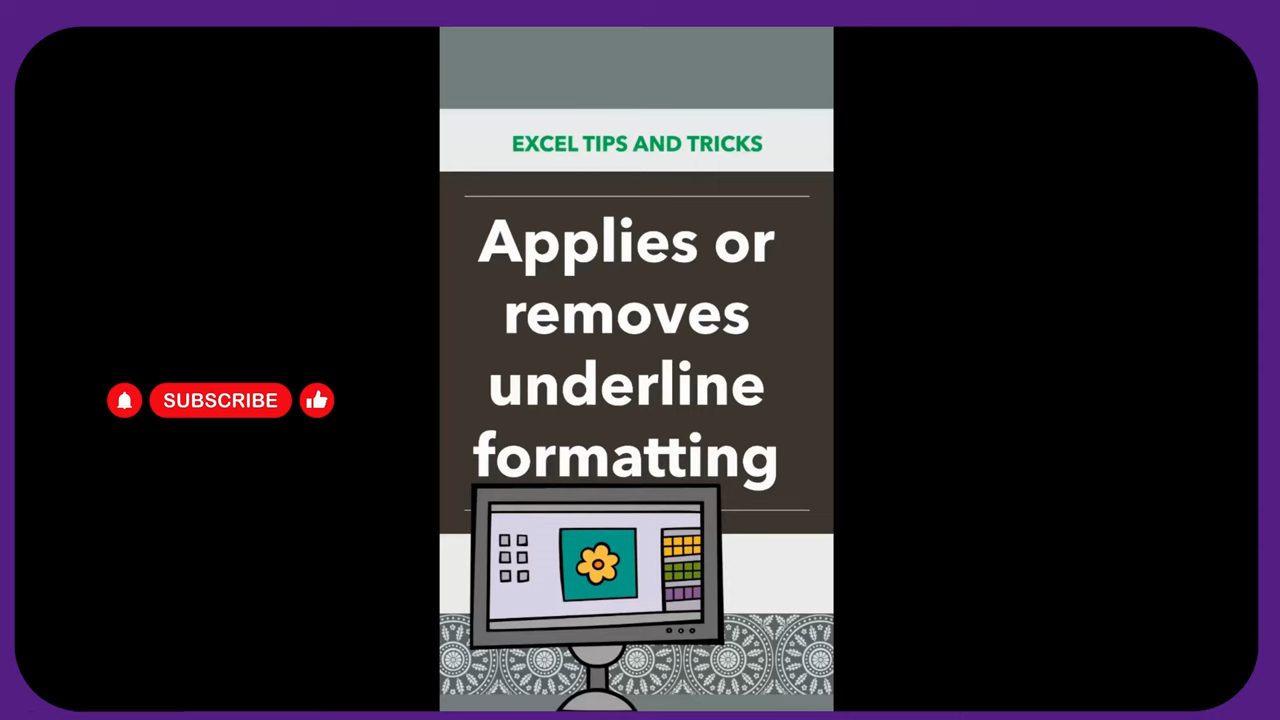 EXCEL TIPS AND TRICKS
Applies or
removes
underline
formatting
SUBSCRIBE